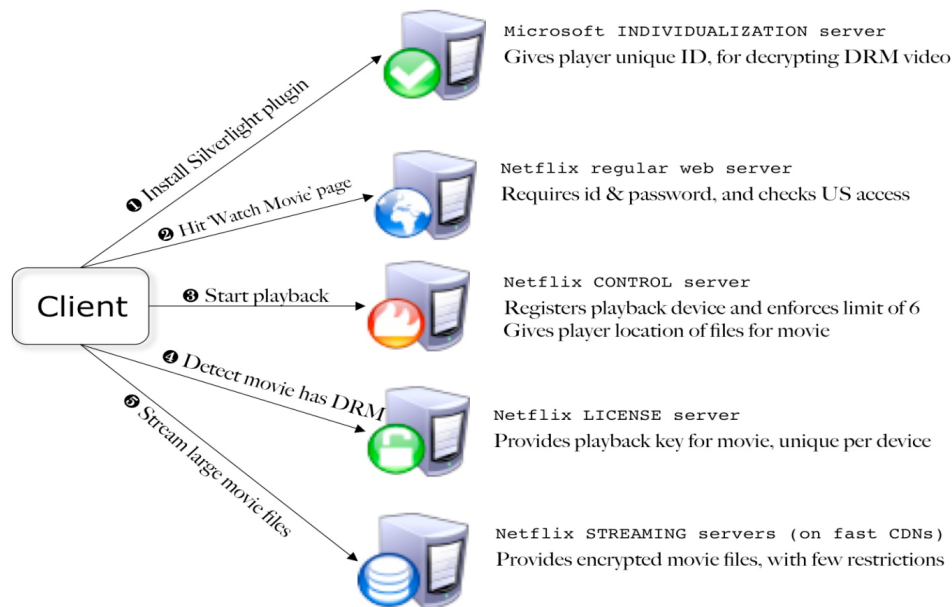 Microsoft INDIVIDUALIZATION server
Gives player unique ID, for decrypting DRM video
❶ Install Silverlight plugin
Netflix regular web server
Requires id & password, and checks US access
❷ Hit 'Watch Movie' page
Client
❸ Start playback
Netflix CONTROL server
Registers playback device and enforces limit of 6
Gives player location of files for movie
❹ Detect movie has DRM
Netflix LICENSE server
Provides playback key for movie, unique per device
❺ Stream large movie files
Netflix STREAMING servers (on fast CDNs)
Provides encrypted movie files, with few restrictions